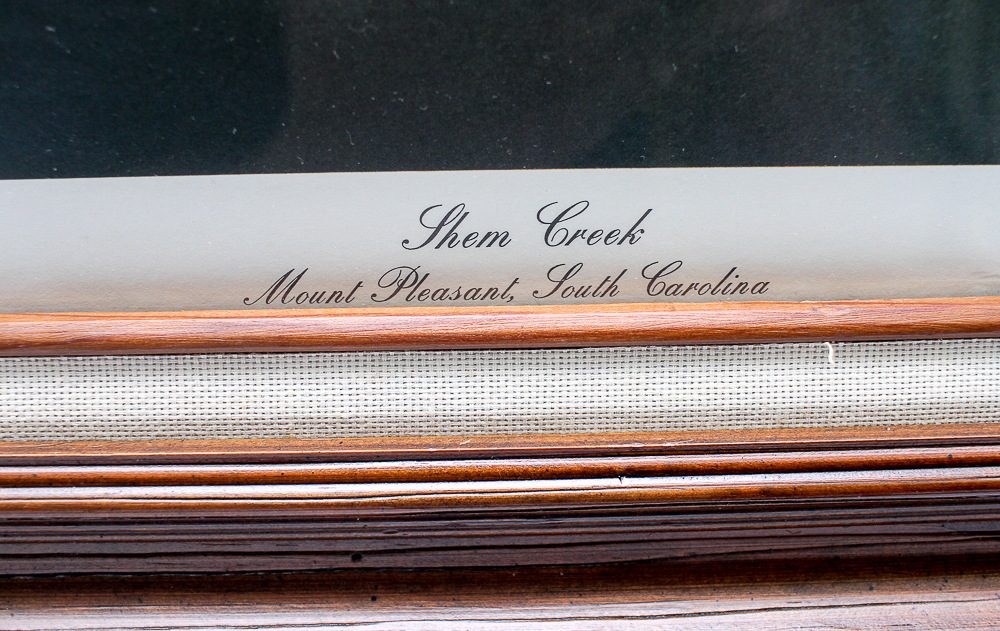 Shem Creek
Mount Pleasant, South Carolina